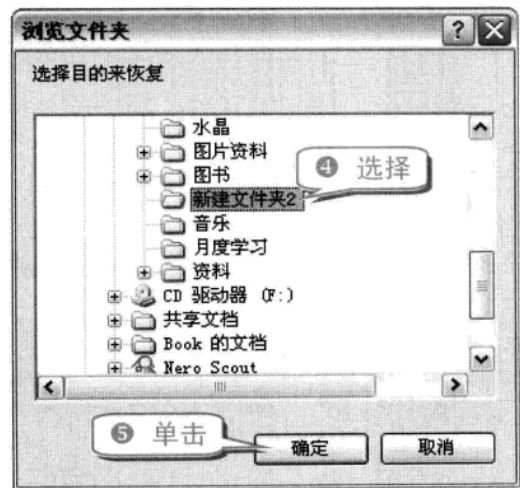 浏览文件夹
选择目的来恢复
水晶
图片资料
❹ 选择
图书
新建文件夹2
音乐
月度学习
资料
CD 驱动器 (F:)
共享文档
Book 的文档
Nero Scout
❺ 单击
确定
取消